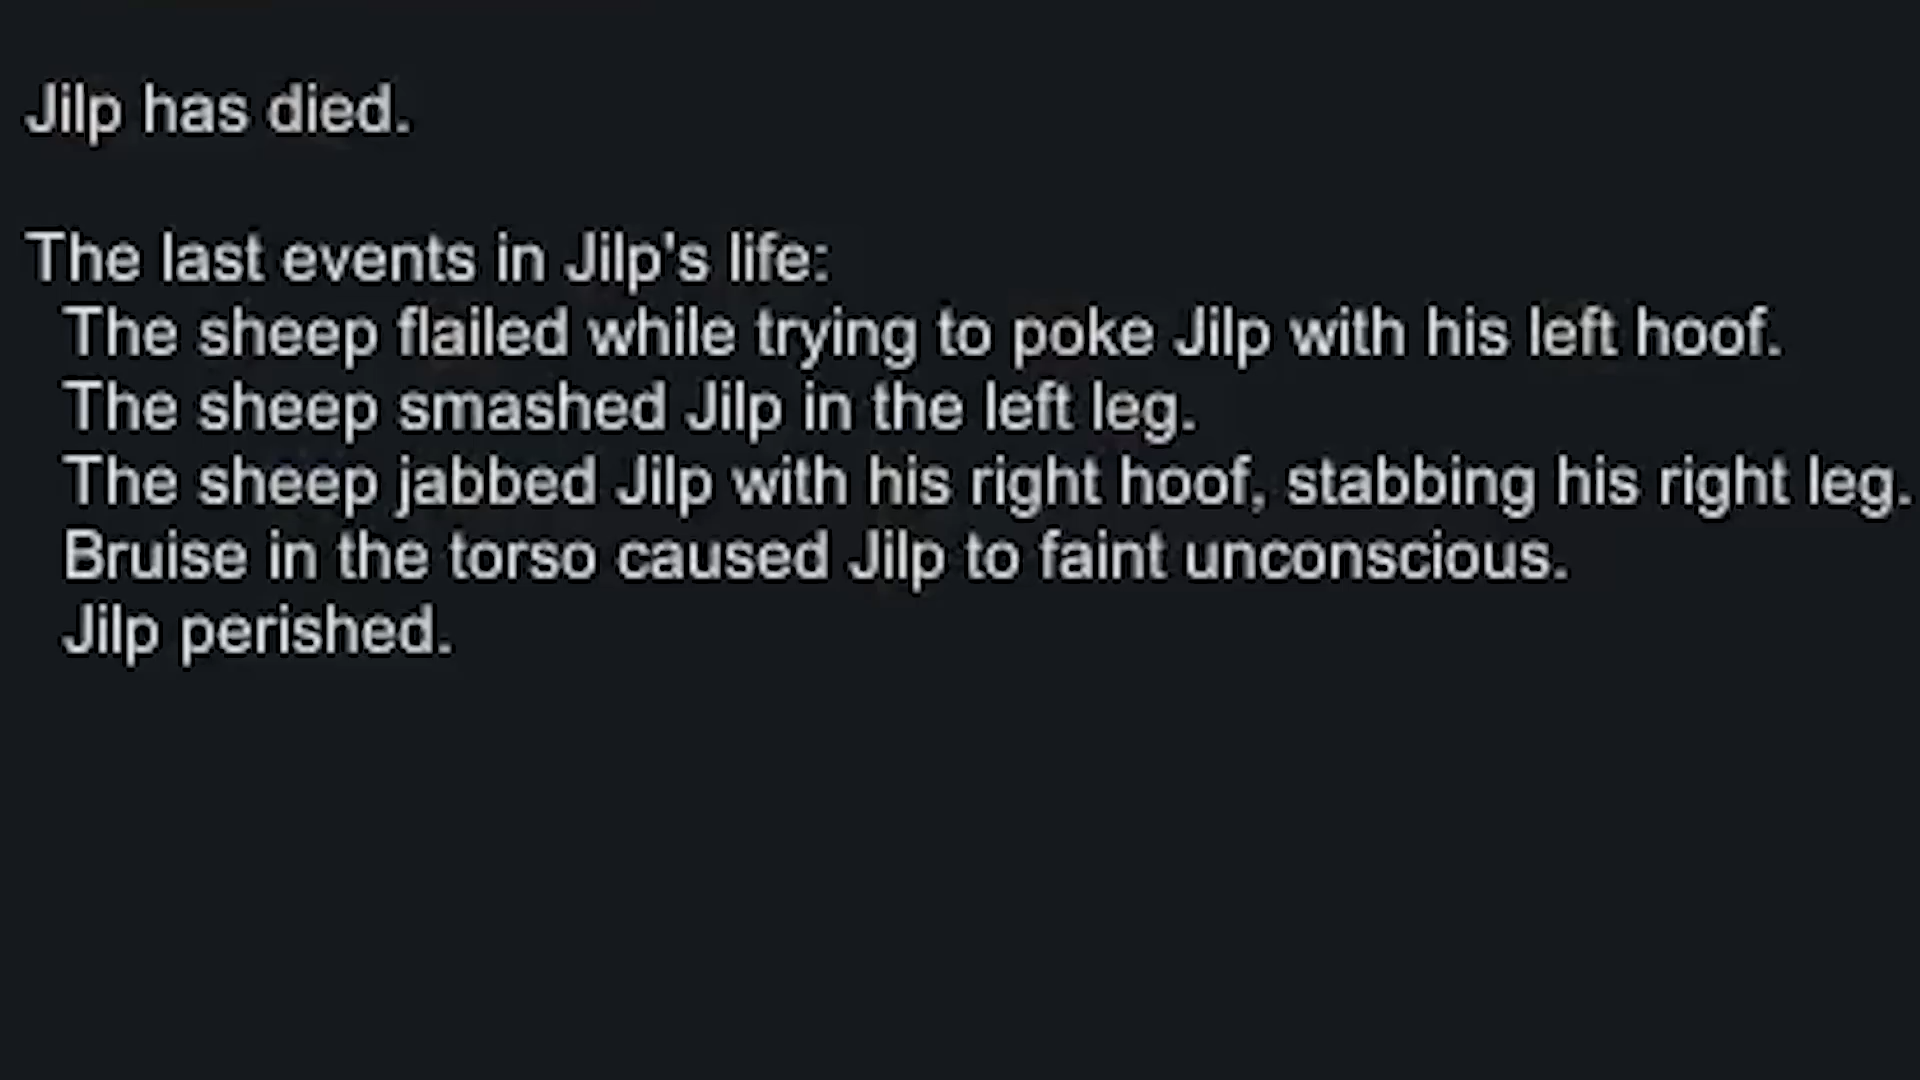 Jilp has died.
The last events in Jilp's life:
The sheep flailed while trying to poke Jilp with his left hoof.
The sheep smashed Jilp in the left leg.
The sheep jabbed Jilp with his right hoof, stabbing his right leg.
Bruise in the torso caused Jilp to faint unconscious.
Jilp perished.